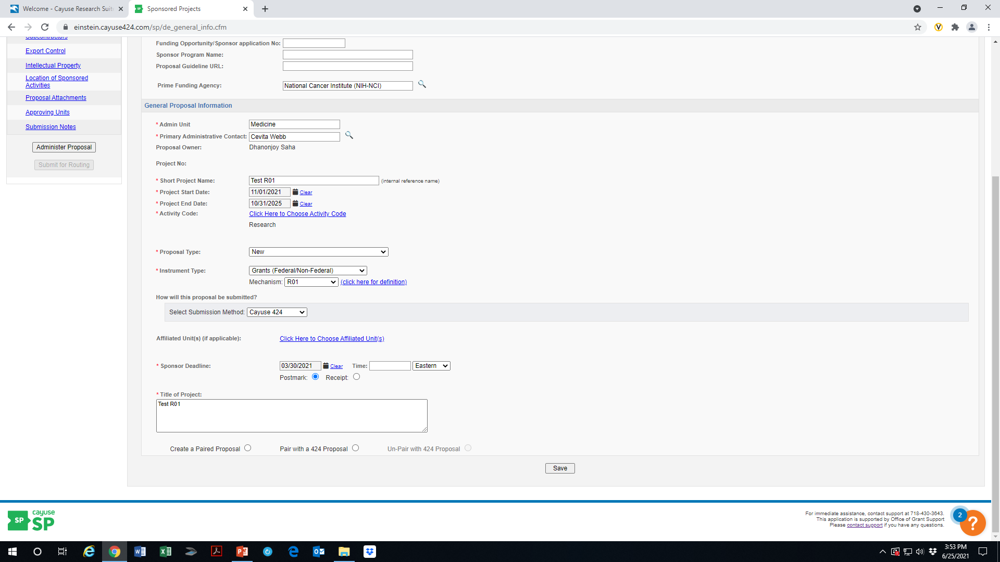 Welcome - Cayuse Research Suit
Sponsored Projects
einstein.cayuse424.com/sp/de_general_info.cfm
Subcontractors
Export Control
Intellectual Property
Location of Sponsored
Activities
Proposal Attachments
Approving Units
Submission Notes
Administer Proposal
Submit for Routing
Funding Opportunity/Sponsor application No:
Sponsor Program Name:
Proposal Guideline URL:
Prime Funding Agency: National Cancer Institute (NIH-NCI)
General Proposal Information
* Admin Unit Medicine
* Primary Administrative Contact: Cevita Webb
Proposal Owner: Dhanonjoy Saha
Project No:
* Short Project Name: Test R01 (internal reference name)
* Project Start Date: 11/01/2021 Clear
* Project End Date: 10/31/2025 Clear
* Activity Code: Click Here to Choose Activity Code
Research
* Proposal Type: New
* Instrument Type: Grants (Federal/Non-Federal)
Mechanism: R01 (click here for definition)
How will this proposal be submitted?
Select Submission Method: Cayuse 424
Affiliated Unit(s) (if applicable): Click Here to Choose Affiliated Unit(s)
* Sponsor Deadline: 03/30/2021 Clear Time: Eastern
Postmark: Receipt:
* Title of Project:
Test R01
Create a Paired Proposal Pair with a 424 Proposal Un-Pair with 424 Proposal
Save
SP cayuse
SP
For immediate assistance, contact support at 718-430-3643.
This application is supported by Office of Grant Support
Please contact support if you have any questions.
2
?
3:53 PM
6/25/2021